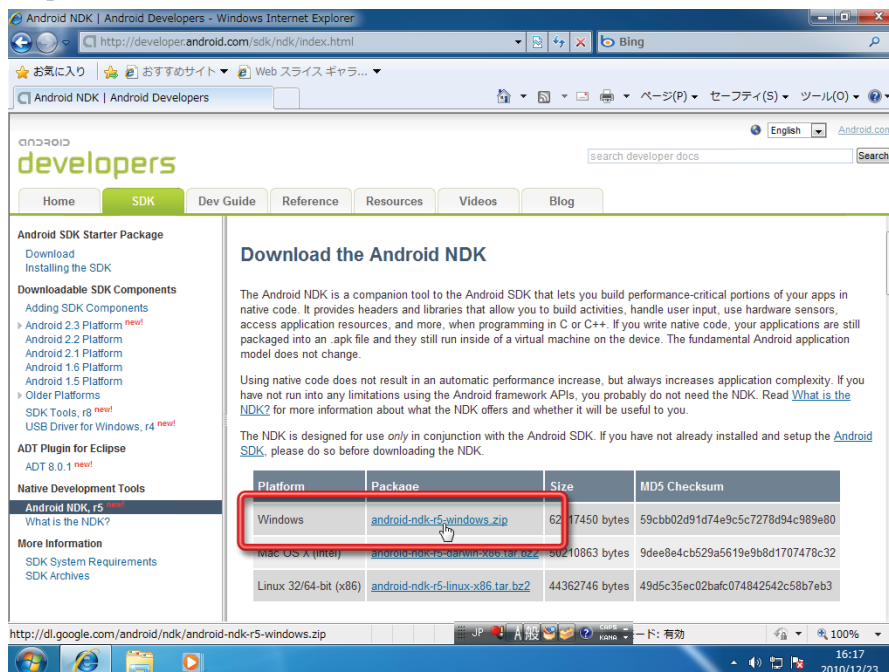 Android NDK | Android Developers - Windows Internet Explorer
http://developer.android.com/sdk/ndk/index.html
Bing
お気に入り
おすすめサイト
Web スライス ギャラ...
Android NDK | Android Developers
ページ(P)
セーフティ(S)
ツール(O)
English
Android.com
android
developers
search developer docs
Search
Home
SDK
Dev Guide
Reference
Resources
Videos
Blog
Android SDK Starter Package
Download
Installing the SDK
Downloadable SDK Components
Adding SDK Components
Android 2.3 Platform new!
Android 2.2 Platform
Android 2.1 Platform
Android 1.6 Platform
Android 1.5 Platform
Older Platforms
SDK Tools, r8 new!
USB Driver for Windows, r4 new!
ADT Plugin for Eclipse
ADT 8.0.1 new!
Native Development Tools
Android NDK, r5 new!
What is the NDK?
More Information
SDK System Requirements
SDK Archives
Download the Android NDK
The Android NDK is a companion tool to the Android SDK that lets you build performance-critical portions of your apps in
native code. It provides headers and libraries that allow you to build activities, handle user input, use hardware sensors,
access application resources, and more, when programming in C or C++. If you write native code, your applications are still
packaged into an .apk file and they still run inside of a virtual machine on the device. The fundamental Android application
model does not change.
Using native code does not result in an automatic performance increase, but always increases application complexity. If you
have not run into any limitations using the Android framework APIs, you probably do not need the NDK. Read What is the
NDK? for more information about what the NDK offers and whether it will be useful to you.
The NDK is designed for use only in conjunction with the Android SDK. If you have not already installed and setup the Android
SDK, please do so before downloading the NDK.
Platform Package Size MD5 Checksum
Windows android-ndk-r5-windows.zip 62217450 bytes 59cbb02d91d74e9c5c7278d94c989e80
Mac OS X (intel) android-ndk-r5-darwin-x86.tar.bz2 50210863 bytes 9dee8e4cb529a5619e9b8d1707478c32
Linux 32/64-bit (x86) android-ndk-r5-linux-x86.tar.bz2 44362746 bytes 49d5c35ec02bafc074842542c58b7eb3
http://dl.google.com/android/ndk/android-ndk-r5-windows.zip
JP
A 般
CAPS
KANA
ード: 有効
100%
16:17
2010/12/23